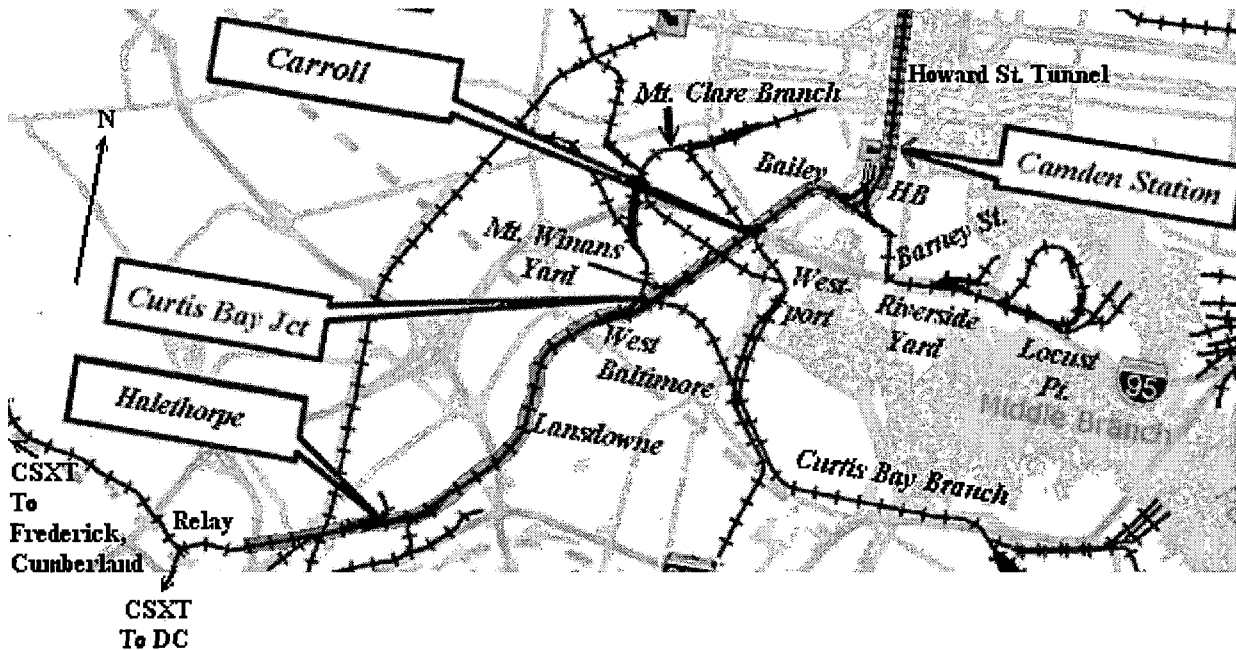 Carroll
Howard St. Tunnel
Mt. Clare Branch
N
Camden Station
Bailey
HB
Mt. Winans
Yard
Barney St.
Curtis Bay Jct
West-
port
Riverside
Yard
West
Baltimore
Locust
Pt.
95
Halethorpe
Middle Branch
Lansdowne
CSXT
To
Frederick,
Cumberland
Relay
Curtis Bay Branch
CSXT
To DC